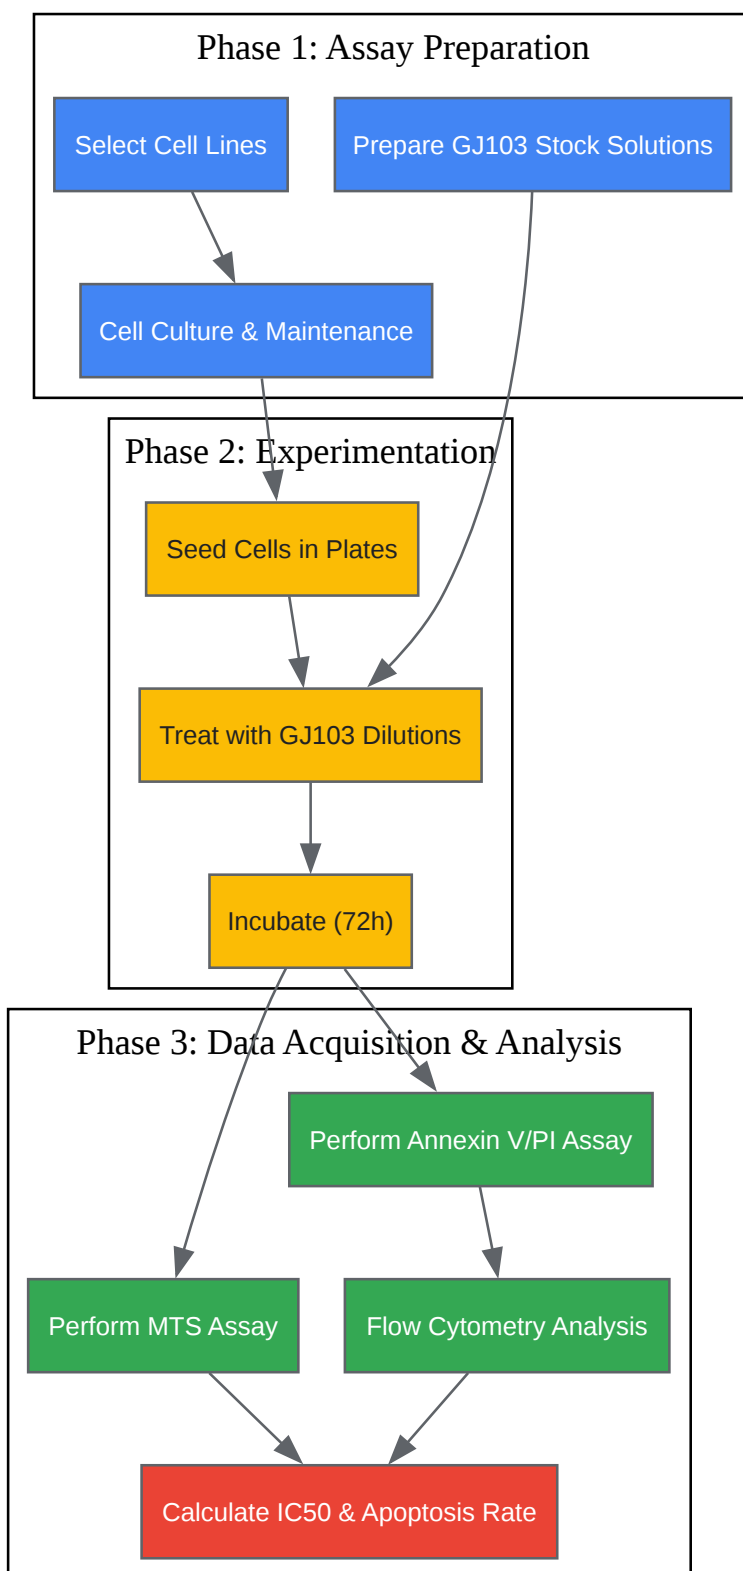 Phase 1: Assay Preparation
Select Cell Lines
Prepare GJ103 Stock Solutions
Cell Culture & Maintenance
Phase 2: Experimentation
Seed Cells in Plates
Treat with GJ103 Dilutions
Incubate (72h)
Phase 3: Data Acquisition & Analysis
Perform Annexin V/PI Assay
Perform MTS Assay
Flow Cytometry Analysis
Calculate IC50 & Apoptosis Rate